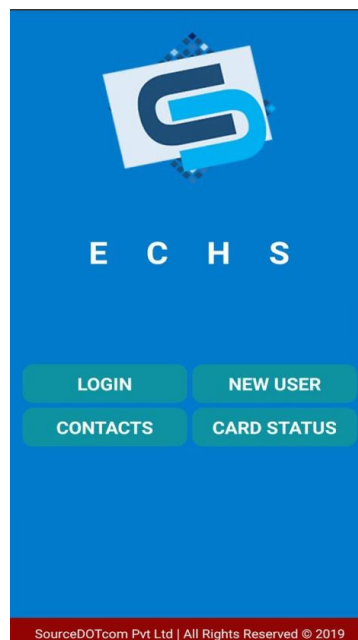 E C H S
LOGIN NEW USER
CONTACTS CARD STATUS
SourceDOTcom Pvt Ltd | All Rights Reserved © 2019